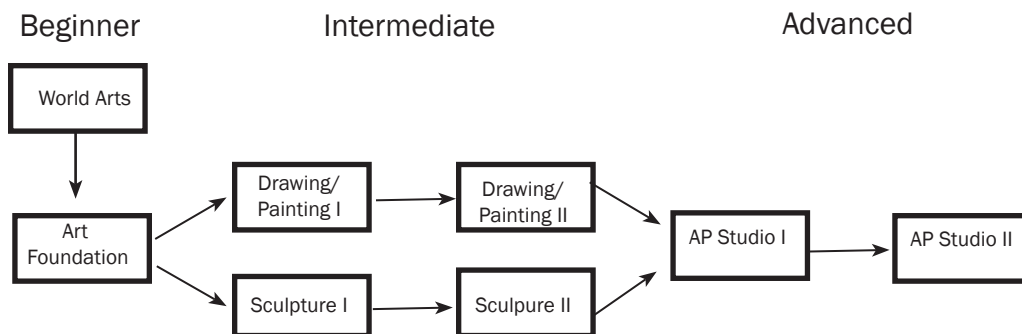 Beginner
Intermediate
Advanced
World Arts
Art
Foundation
Drawing/
Painting I
Drawing/
Painting II
Sculpture I
Sculpure II
AP Studio I
AP Studio II